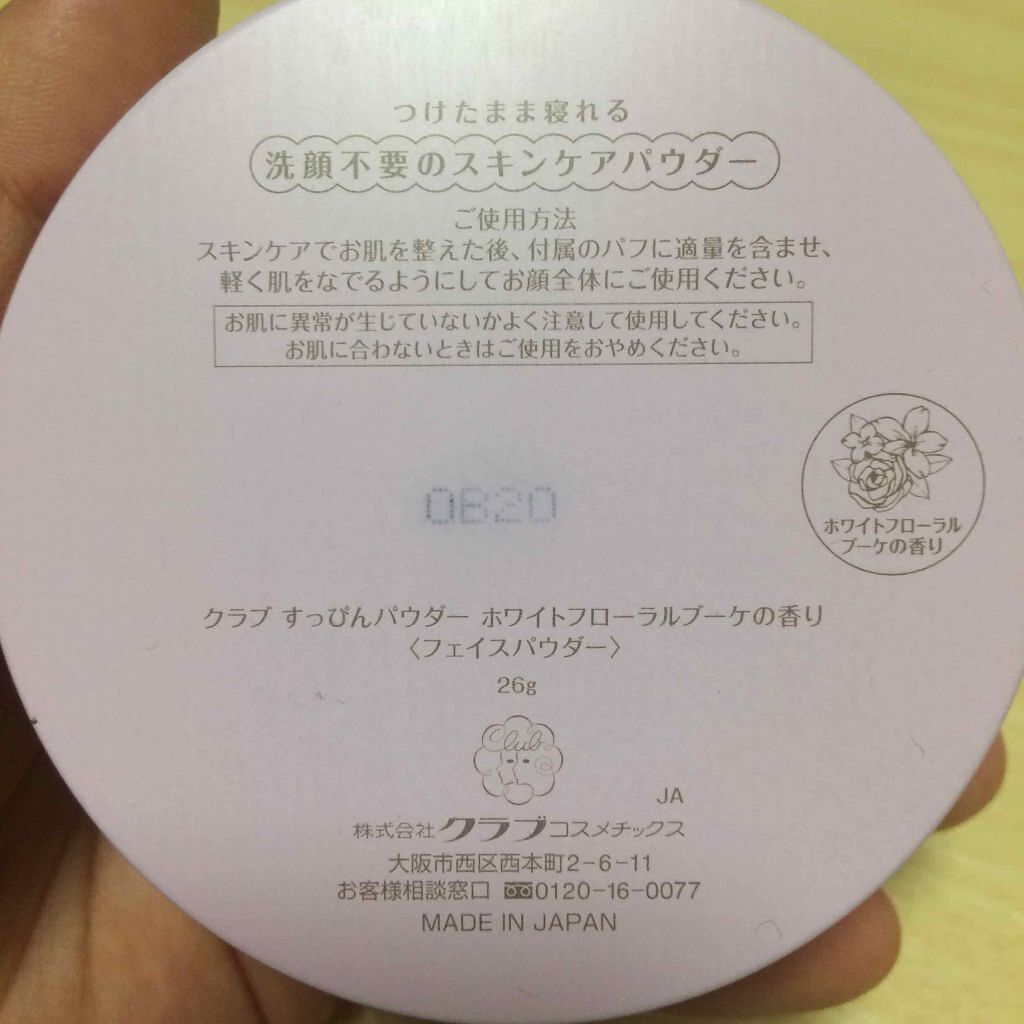 つけたまま寝れる
洗顔不要のスキンケアパウダー
ご使用方法
スキンケアでお肌を整えた後、付属のパフに適量を含ませ、
軽く肌をなでるようにしてお顔全体にご使用ください。
お肌に異常が生じていないかよく注意して使用してください。
お肌に合わないときはご使用をおやめください。
ホワイトフローラル
ブーケの香り
0B20
クラブ すっぴんパウダー ホワイトフローラルブーケの香り
〈フェイスパウダー〉
26g
Club
JA
株式会社クラブコスメチックス
大阪市西区西本町2-6-11
お客様相談窓口 0120-16-0077
MADE IN JAPAN